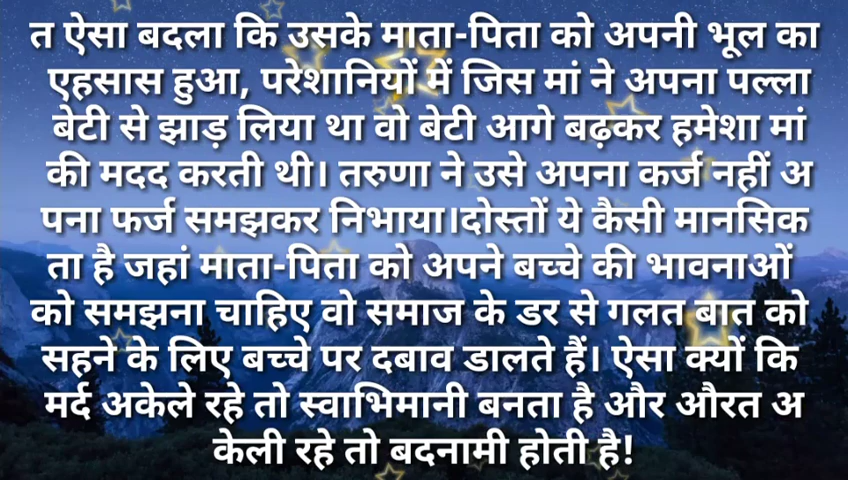 त ऐसा बदला कि उसके माता-पिता को अपनी भूल का
एहसास हुआ, परेशानियों में जिस मां ने अपना पल्ला
बेटी से झाड़ लिया था वो बेटी आगे बढ़कर हमेशा मां
की मदद करती थी। तरुणा ने उसे अपना कर्ज नहीं अ
पना फर्ज समझकर निभाया।दोस्तों ये कैसी मानसिक
ता है जहां माता-पिता को अपने बच्चे की भावनाओं
को समझना चाहिए वो समाज के डर से गलत बात को
सहने के लिए बच्चे पर दबाव डालते हैं। ऐसा क्यों कि
मर्द अकेले रहे तो स्वाभिमानी बनता है और औरत अ
केली रहे तो बदनामी होती है!